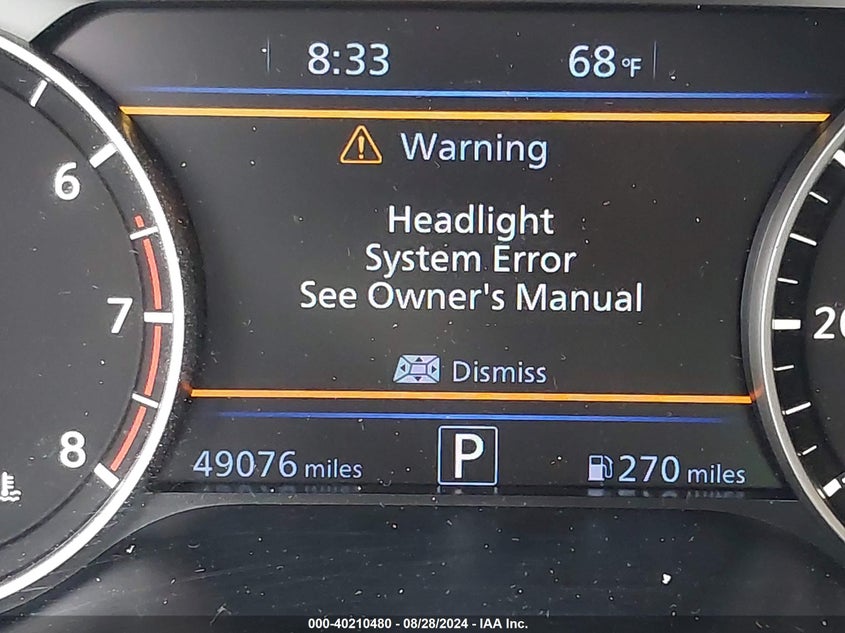 8:33
68 °F
Warning
6
Headlight
System Error
See Owner's Manual
7
Dismiss
8
P
49076 miles
270 miles
000-40210480 - 08/28/2024 - IAA Inc.